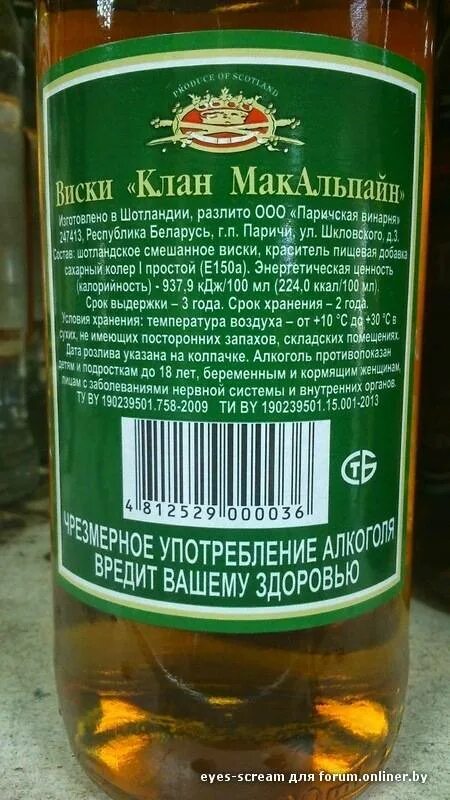 PRODUCE OF SCOTLAND
Виски «Клан МакАльпайн»
Изготовлено в Шотландии, разлито ООО «Паричская винарня»
247413, Республика Беларусь, г.п. Паричи, ул. Шкловского, д.3.
Состав: шотландское смешанное виски, краситель пищевая добавка
сахарный колер I простой (Е150а). Энергетическая ценность
(калорийность) - 937,9 кДж/100 мл (224,0 ккал/100 мл).
Срок выдержки – 3 года. Срок хранения – 2 года.
Условия хранения: температура воздуха – от +10 °С до +30 °С в
сухих, не имеющих посторонних запахов, складских помещениях.
Дата розлива указана на колпачке. Алкоголь противопоказан
детям и подросткам до 18 лет, беременным и кормящим женщинам,
лицам с заболеваниями нервной системы и внутренних органов.
ТУ BY 190239501.758-2009 ТИ BY 190239501.15.001-2013
4 812529 000036
СТБ
ЧРЕЗМЕРНОЕ УПОТРЕБЛЕНИЕ АЛКОГОЛЯ
ВРЕДИТ ВАШЕМУ ЗДОРОВЬЮ
eyes-scream для forum.onliner.by